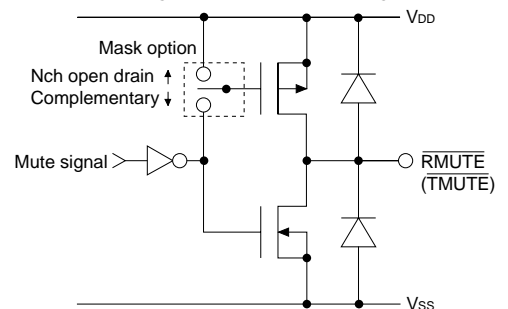 VDD
Mask option
Nch open drain ↑
Complementary ↓
Mute signal
RMUTE
(TMUTE)
VSS